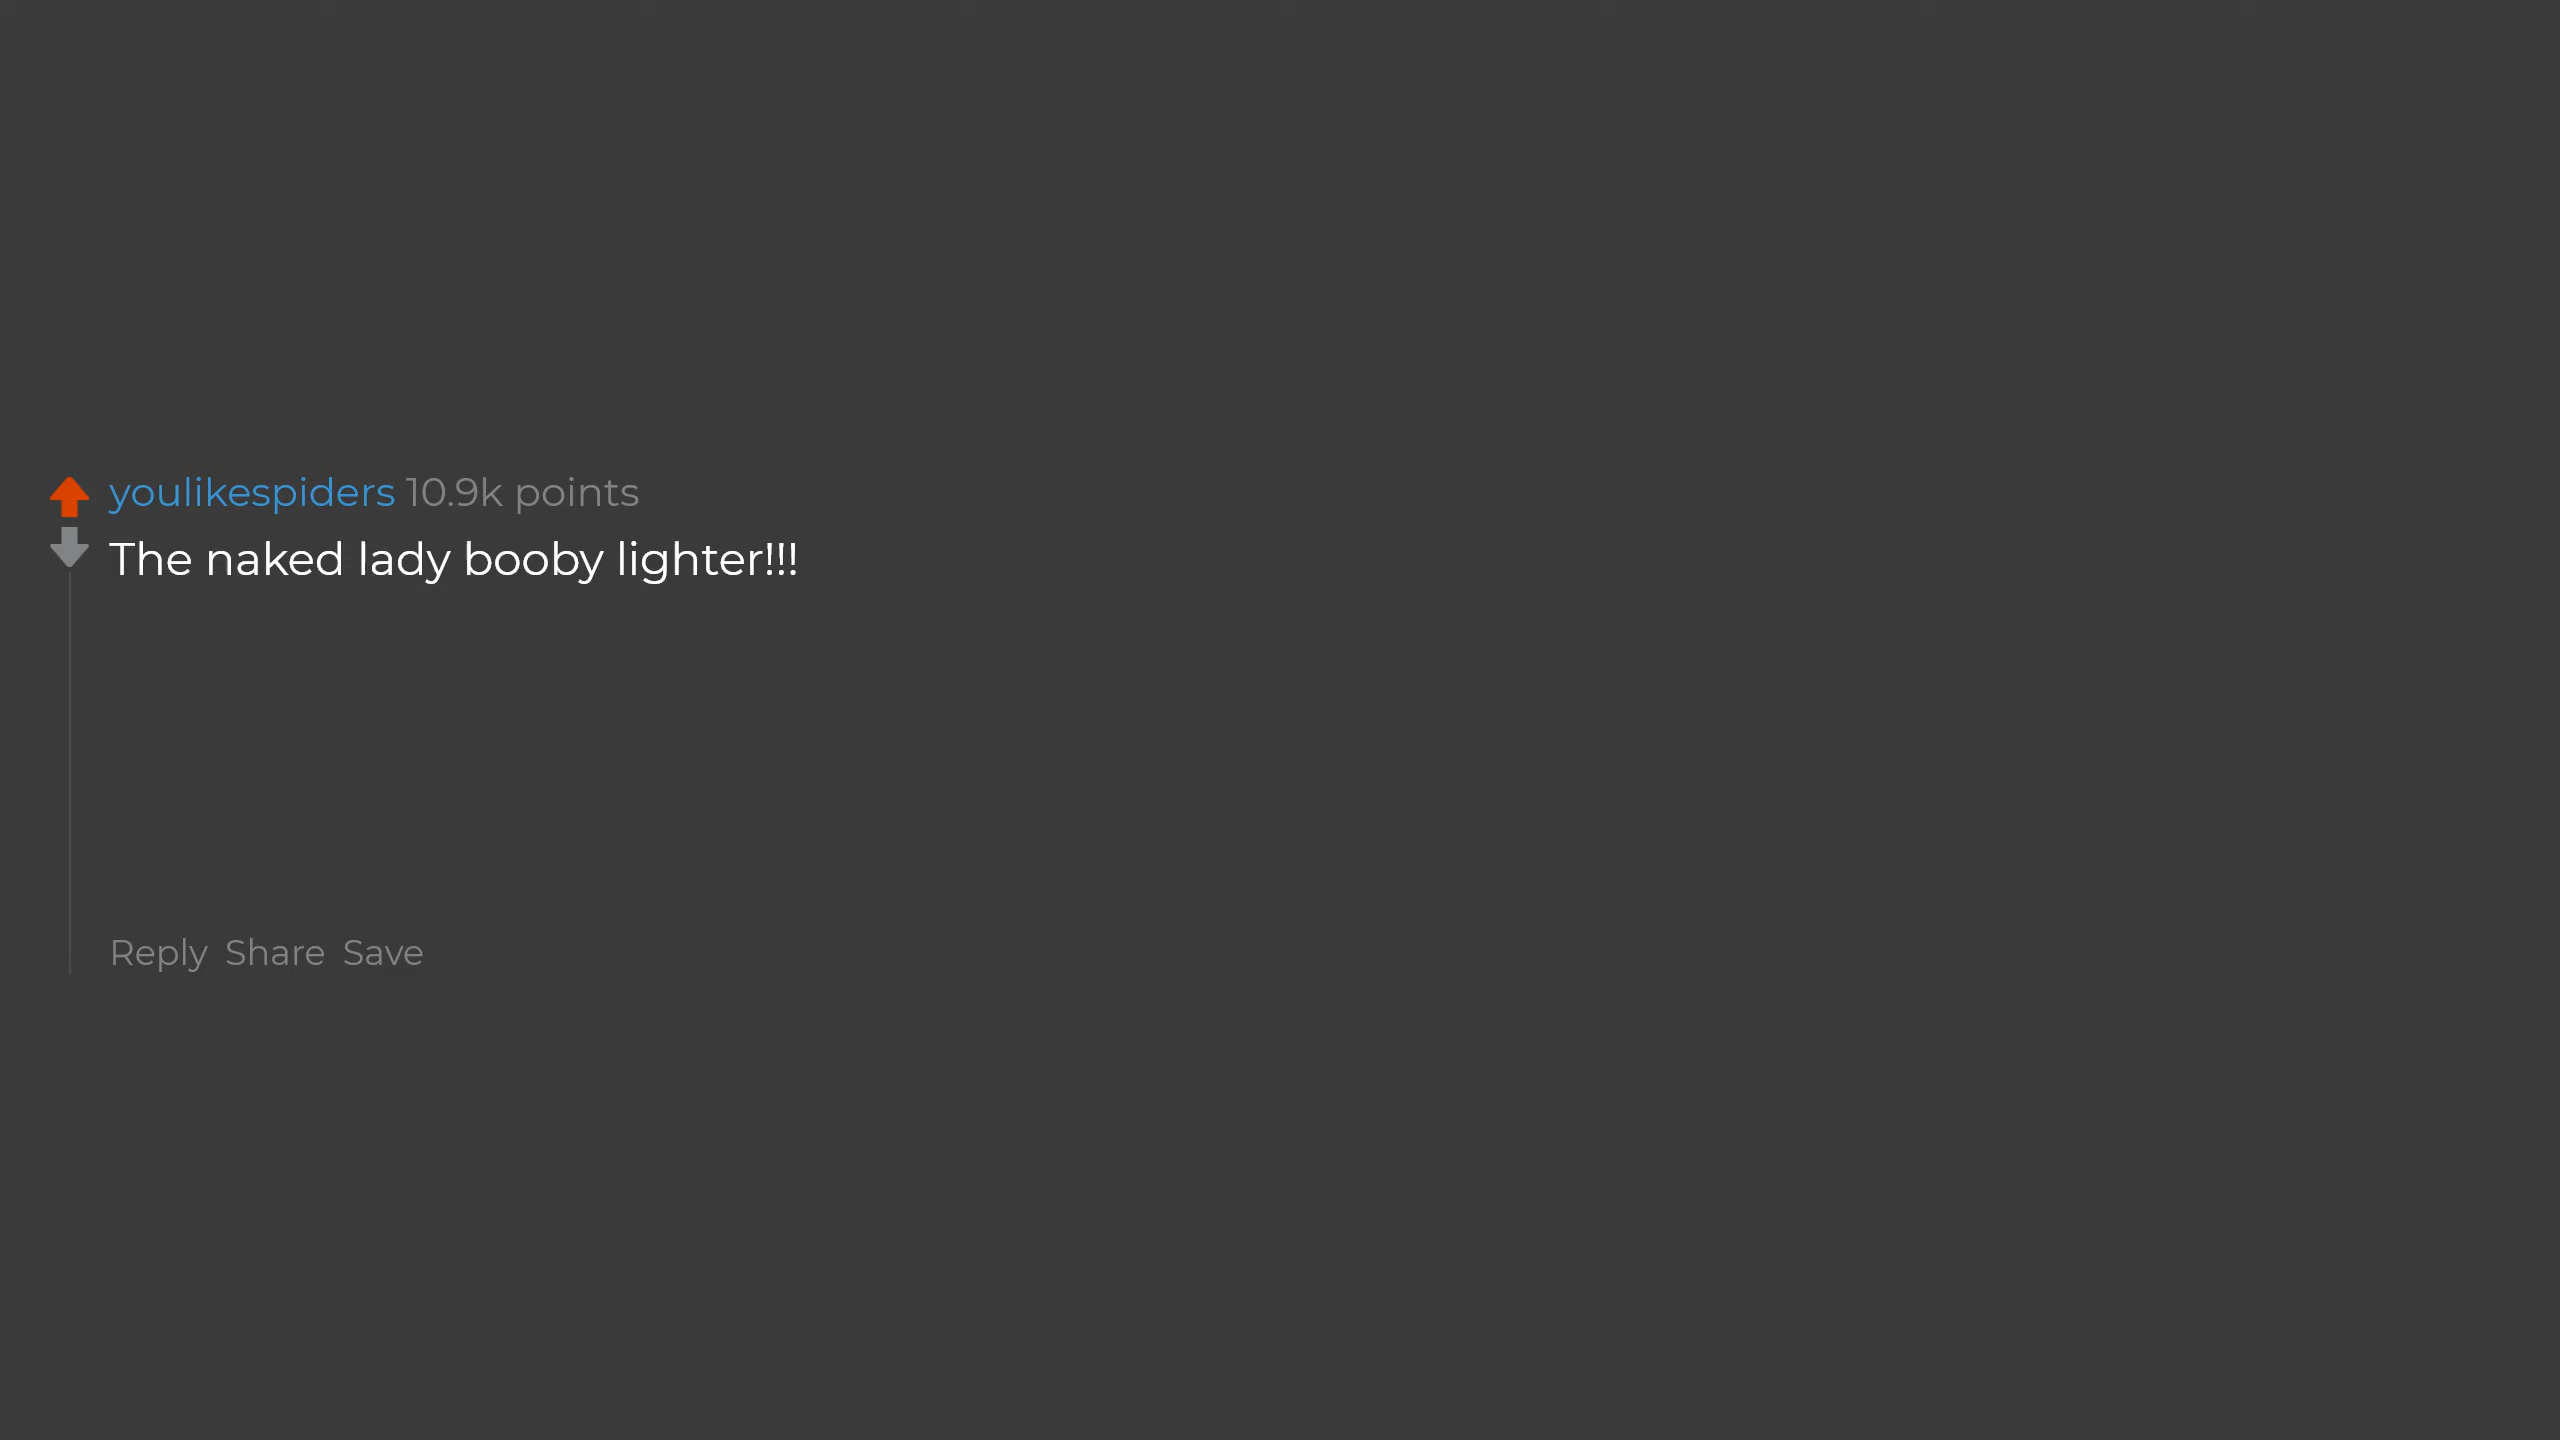 youlikespiders 10.9k points
The naked lady booby lighter!!!
Reply Share Save